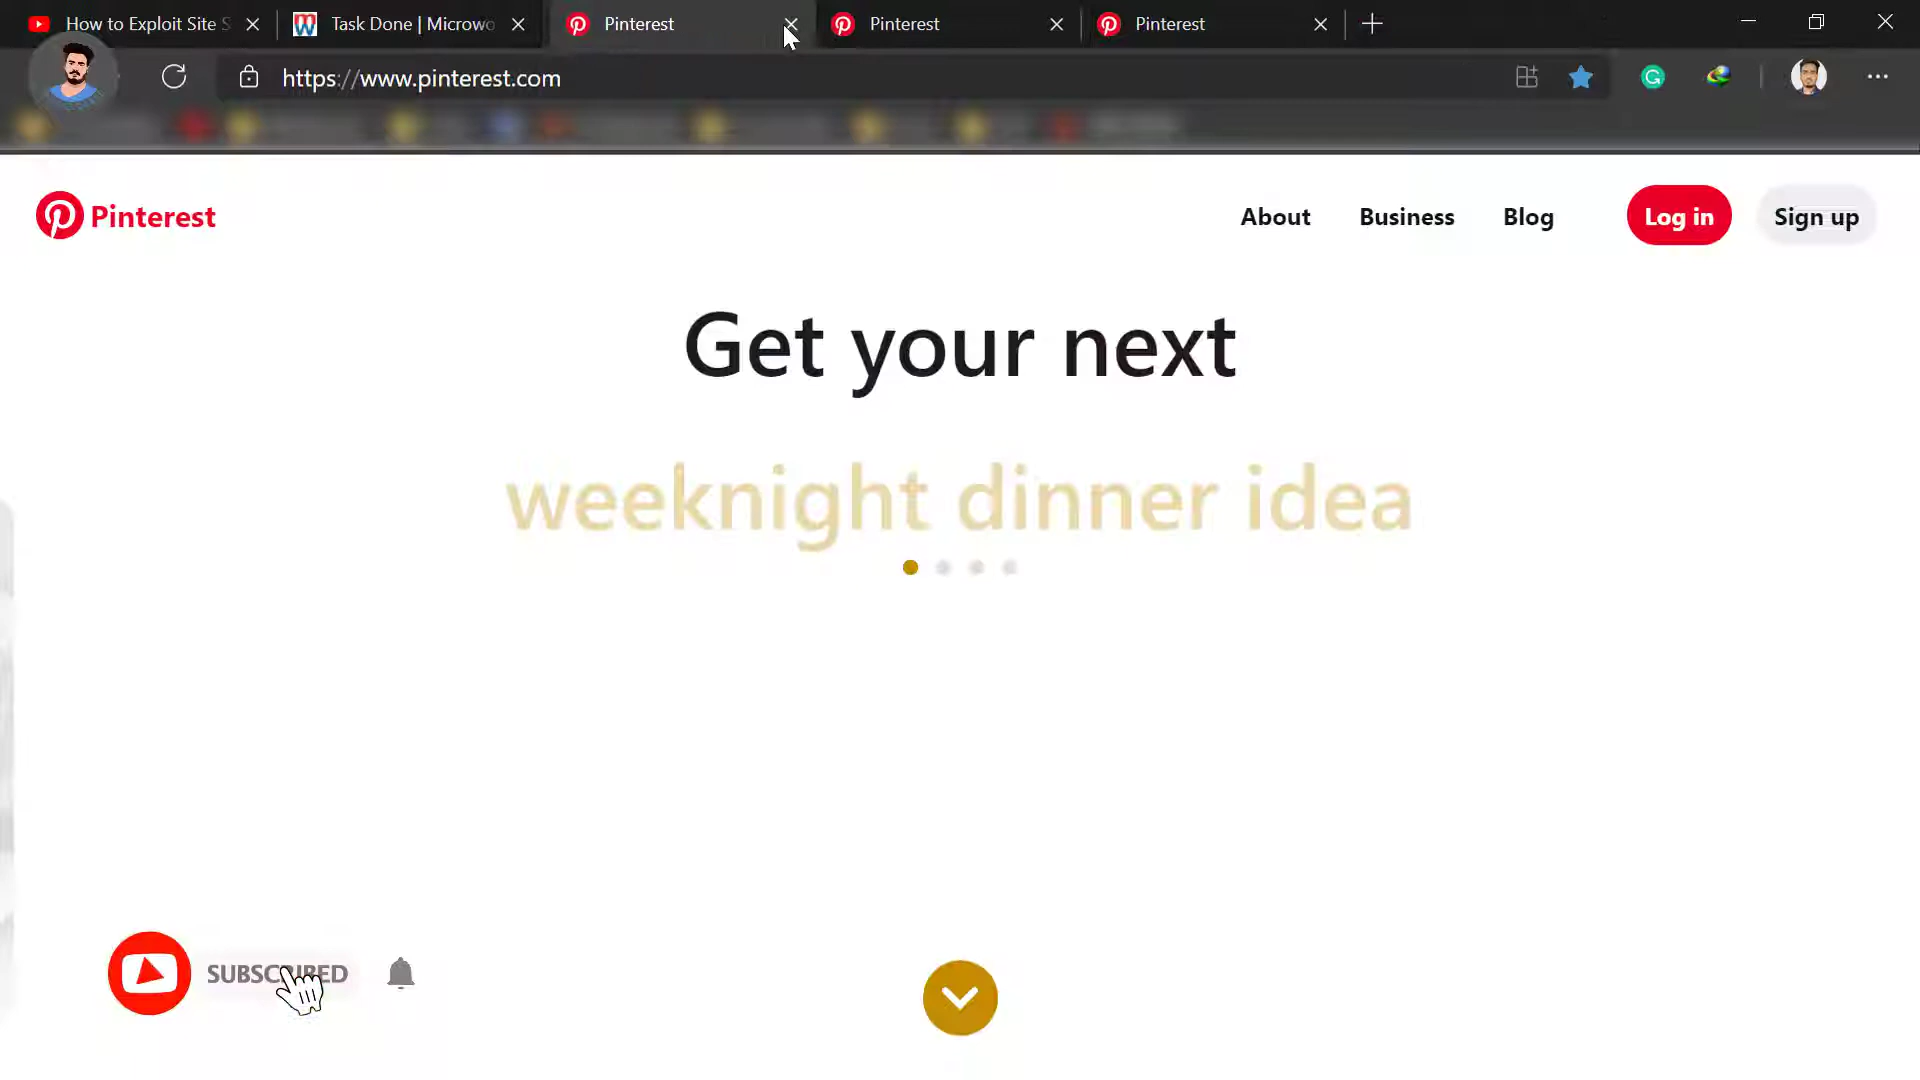 How to Exploit Site S
Task Done | Microwo
Pinterest
Pinterest
Pinterest
https://www.pinterest.com
Pinterest
About
Business
Blog
Log in
Sign up
Get your next
weeknight dinner idea
SUBSCRIBED